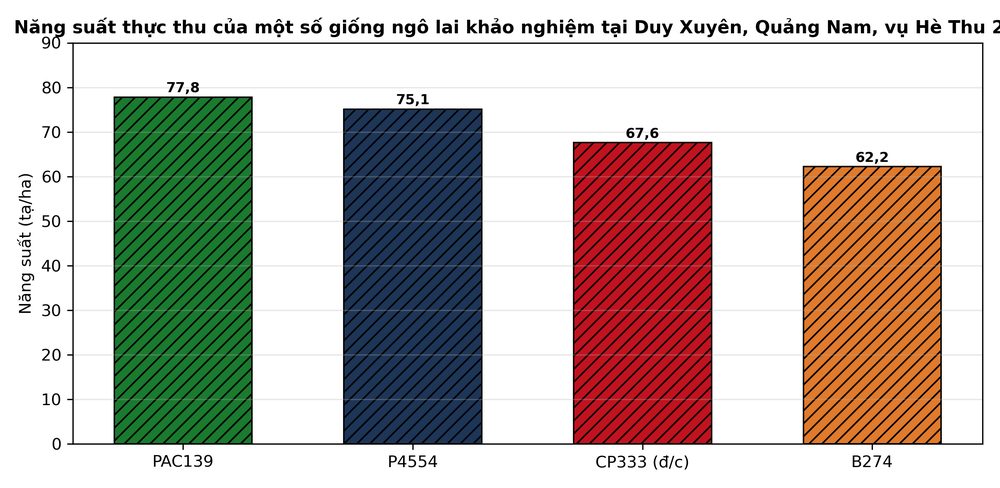 Năng suất thực thu của một số giống ngô lai khảo nghiệm tại Duy Xuyên, Quảng Nam, vụ Hè Thu 2
Năng suất (tạ/ha)
90
80
70
60
50
40
30
20
10
0
77,8
75,1
67,6
62,2
PAC139
P4554
CP333 (đ/c)
B274